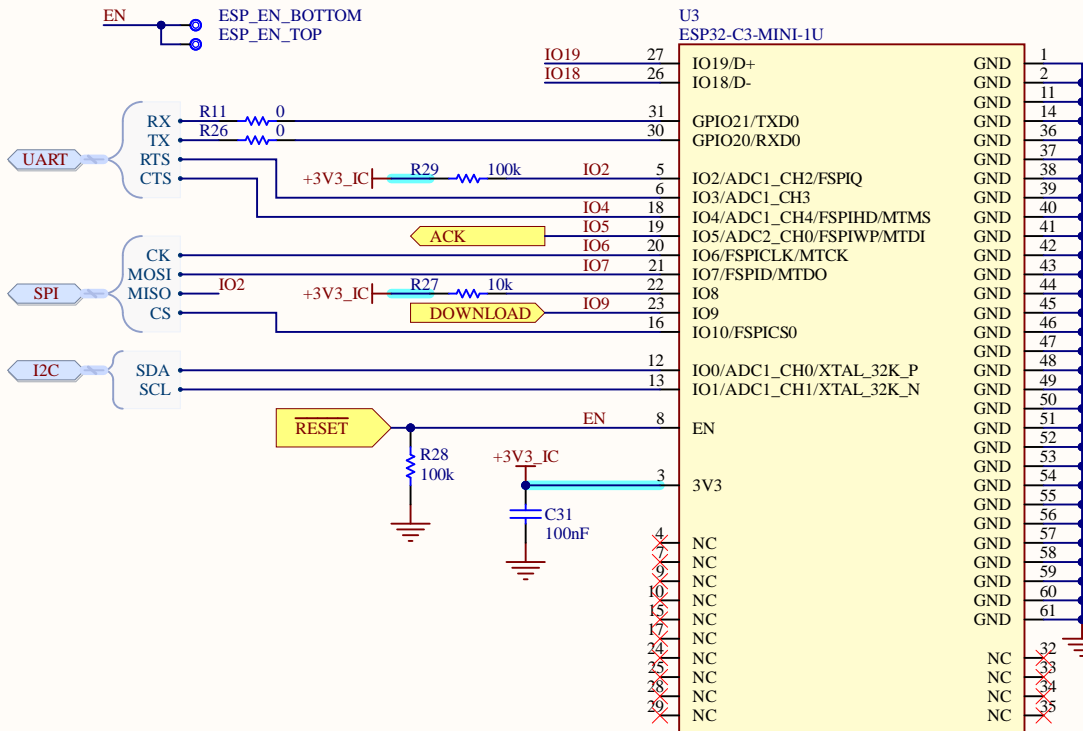 EN
ESP_EN_BOTTOM
ESP_EN_TOP
U3
ESP32-C3-MINI-1U
IO19 27 IO19/D+ GND 1
IO18 26 IO18/D- GND 2
GND 11
RX R11 0 31 GPIO21/TXD0 GND 14
TX R26 0 30 GPIO20/RXD0 GND 36
UART RTS GND 37
CTS +3V3_IC R29 100k IO2 5 IO2/ADC1_CH2/FSPIQ GND 38
6 IO3/ADC1_CH3 GND 39
IO4 18 IO4/ADC1_CH4/FSPIHD/MTMS GND 40
ACK IO5 19 IO5/ADC2_CH0/FSPIWP/MTDI GND 41
CK IO6 20 IO6/FSPICLK/MTCK GND 42
MOSI IO7 21 IO7/FSPID/MTDO GND 43
SPI MISO IO2 +3V3_IC R27 10k 22 IO8 GND 44
CS DOWNLOAD IO9 23 IO9 GND 45
16 IO10/FSPICS0 GND 46
GND 47
I2C SDA 12 IO0/ADC1_CH0/XTAL_32K_P GND 48
SCL 13 IO1/ADC1_CH1/XTAL_32K_N GND 49
GND 50
RESET EN 8 EN GND 51
GND 52
R28
100k
+3V3_IC
GND 53
3 3V3 GND 54
GND 55
C31
100nF
GND 56
4 NC GND 57
7 NC GND 58
9 NC GND 59
10 NC GND 60
15 NC GND 61
17 NC
24 NC NC 32
25 NC NC 33
28 NC NC 34
29 NC NC 35